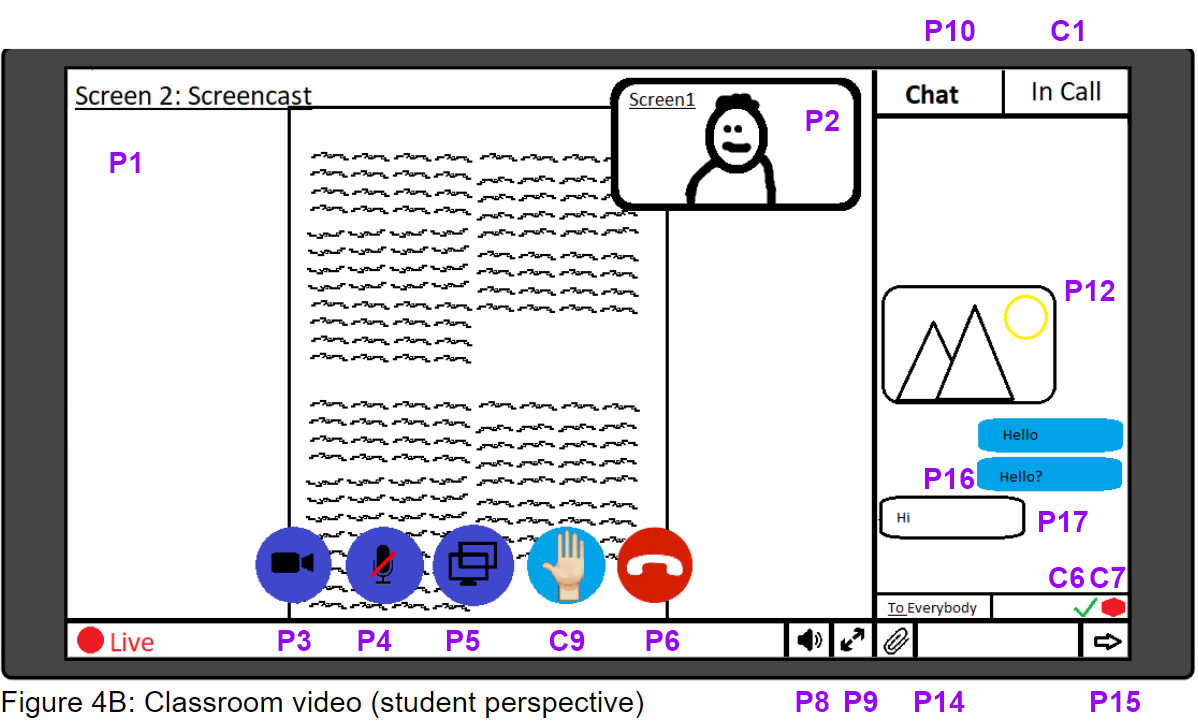 P10 C1
Screen 2: Screencast
Screen1
Chat
In Call
P1
P2
P12
Hello
Hello?
P16
Hi
P17
C6 C7
To Everybody
Live
P3 P4 P5 C9 P6
Figure 4B: Classroom video (student perspective)
P8 P9 P14 P15